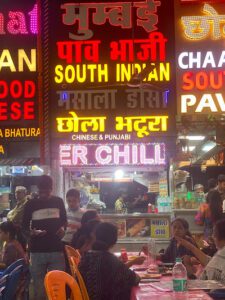 मुम्बई
पाव भाजी
SOUTH INDIAN
मसाला डोसा
छोला भटूरा
CHINESE & PUNJABI
ER CHILL
AN
OOD
ESE
A BHATURA
CHAA
SOU
PAV
छो